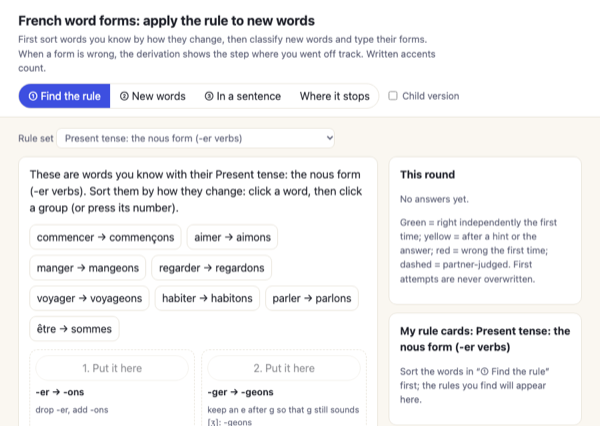 French word forms: apply the rule to new words
First sort words you know by how they change, then classify new words and type their forms.
When a form is wrong, the derivation shows the step where you went off track. Written accents
count.
① Find the rule
② New words
③ In a sentence
Where it stops
Child version
Rule set
Present tense: the nous form (-er verbs)
These are words you know with their Present tense: the nous form
(-er verbs). Sort them by how they change: click a word, then click
a group (or press its number).
commencer → commençons
aimer → aimons
manger → mangeons
regarder → regardons
voyager → voyageons
habiter → habitons
parler → parlons
être → sommes
1. Put it here
-er → -ons
drop -er, add -ons
2. Put it here
-ger → -geons
keep an e after g so that g still sounds
[ʒ]: -geons
This round
No answers yet.
Green = right independently the first
time; yellow = after a hint or the
answer; red = wrong the first time;
dashed = partner-judged. First
attempts are never overwritten.
My rule cards: Present tense: the
nous form (-er verbs)
Sort the words in “① Find the rule”
first; the rules you find will appear
here.